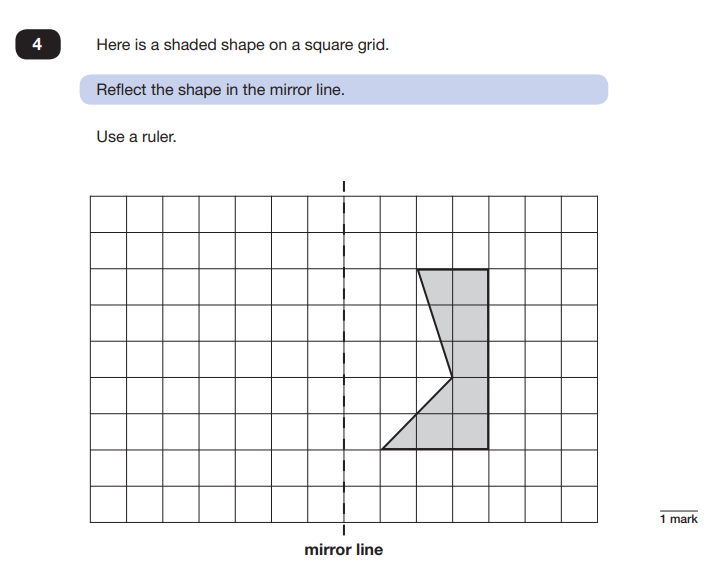 4
Here is a shaded shape on a square grid.
Reflect the shape in the mirror line.
Use a ruler.
mirror line
1 mark